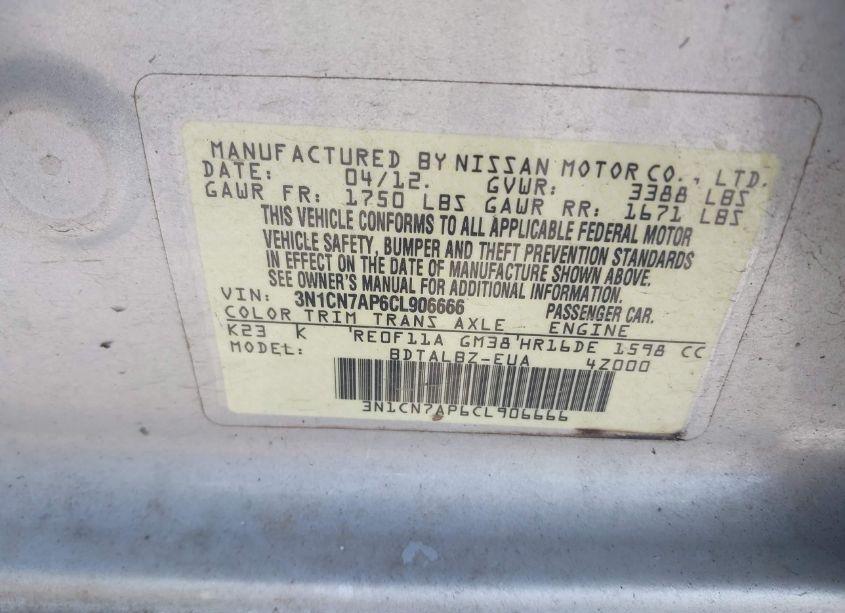 MANUFACTURED BY NISSAN MOTOR CO., LTD.
DATE: 04/12. GVWR: 3388 LBS
GAWR FR: 1750 LBS GAWR RR: 1671 LBS
THIS VEHICLE CONFORMS TO ALL APPLICABLE FEDERAL MOTOR
VEHICLE SAFETY, BUMPER AND THEFT PREVENTION STANDARDS
IN EFFECT ON THE DATE OF MANUFACTURE SHOWN ABOVE.
SEE OWNER'S MANUAL FOR ADDITIONAL INFORMATION.
VIN: 3N1CN7AP6CL906666 PASSENGER CAR.
COLOR TRIM TRANS AXLE ENGINE
K23 K 'RE0F11A GM38'HR16DE 1598 CC
MODEL: BDTALBZ-EUA 4Z000
3N1CN7AP6CL906666